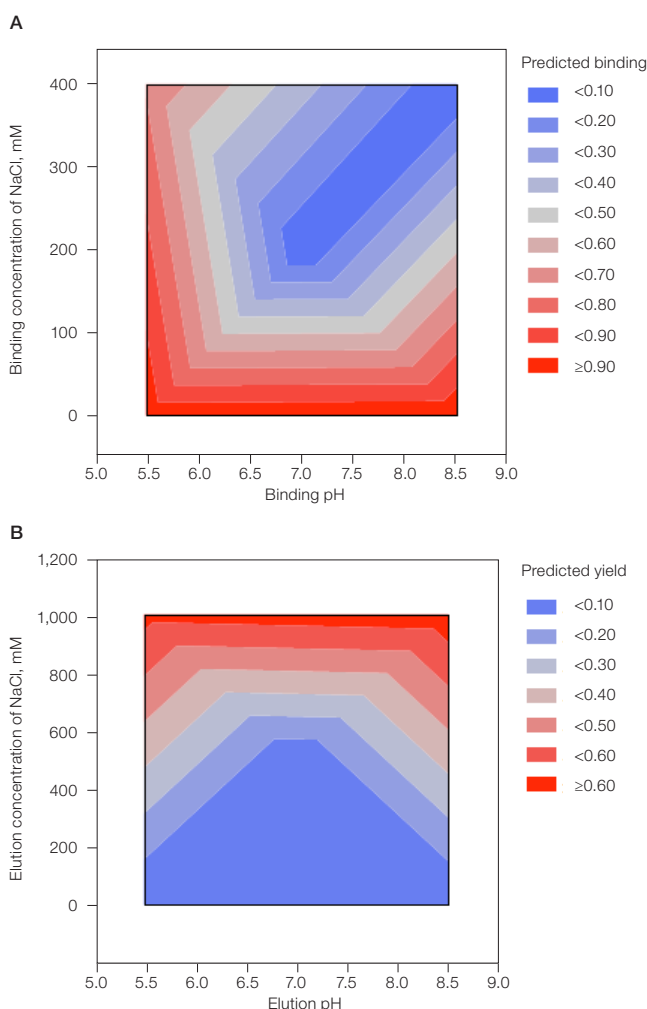 A
Predicted binding
400
300
200
100
0
Binding concentration of NaCl, mM
<0.10
<0.20
<0.30
<0.40
<0.50
<0.60
<0.70
<0.80
<0.90
≥0.90
5.0 5.5 6.0 6.5 7.0 7.5 8.0 8.5 9.0
Binding pH
B
Predicted yield
1,200
1,000
800
600
400
200
0
Elution concentration of NaCl, mM
<0.10
<0.20
<0.30
<0.40
<0.50
<0.60
≥0.60
5.0 5.5 6.0 6.5 7.0 7.5 8.0 8.5 9.0
Elution pH